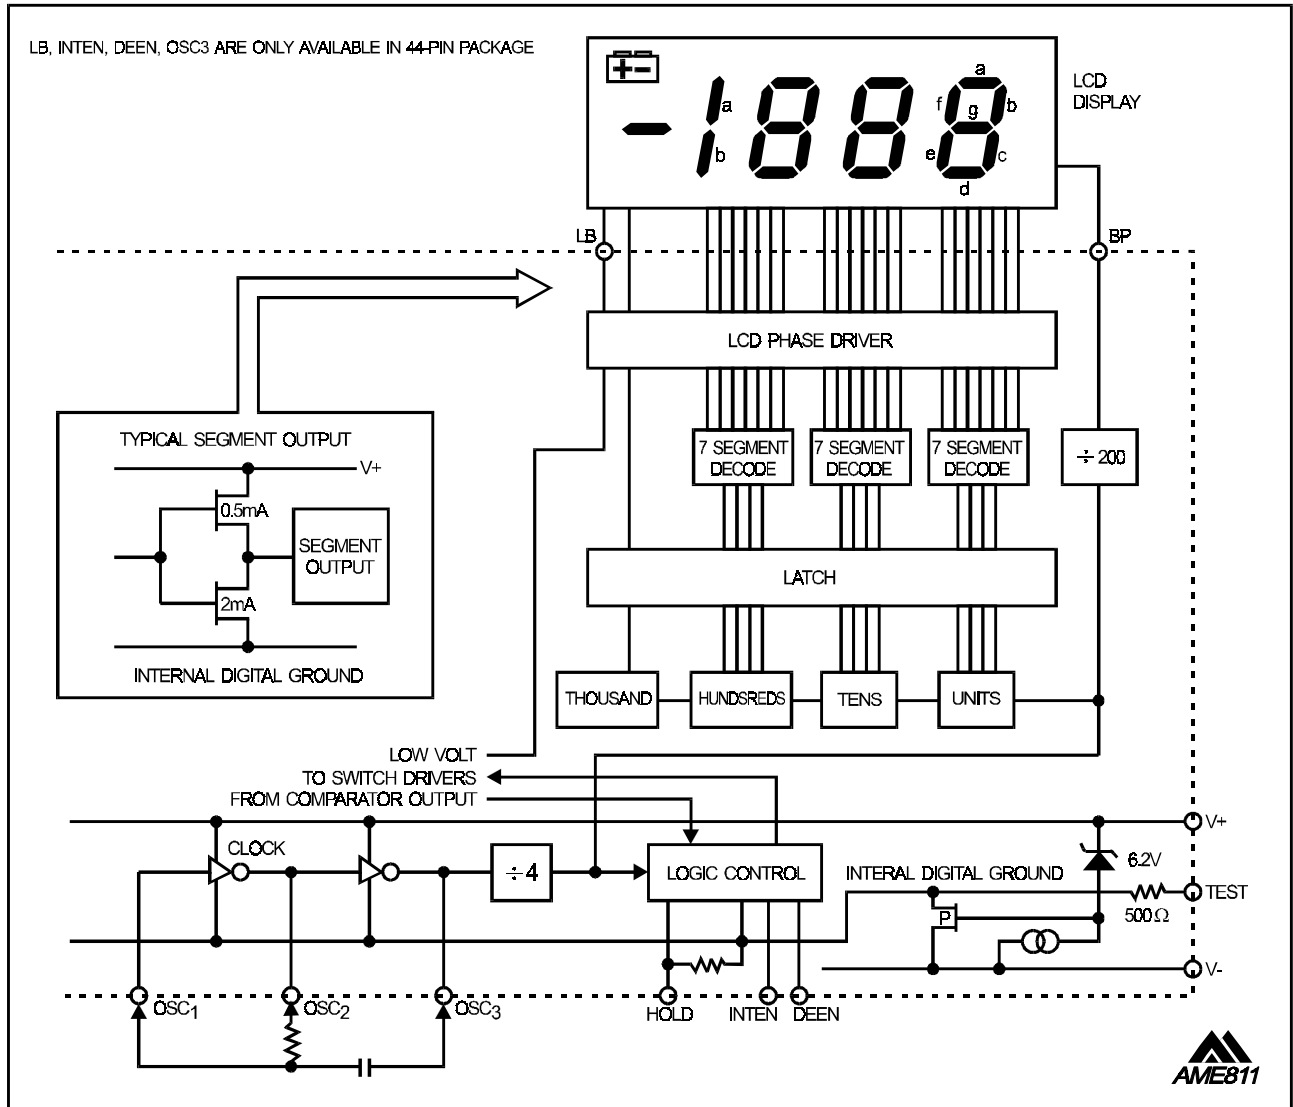 LB, INTEN, DEEN, OSC3 ARE ONLY AVAILABLE IN 44-PIN PACKAGE
LCD
DISPLAY
-1888
a
b
a
b
c
d
e
f
g
LB
BP
LCD PHASE DRIVER
TYPICAL SEGMENT OUTPUT
V+
0.5mA
SEGMENT
OUTPUT
2mA
INTERNAL DIGITAL GROUND
7 SEGMENT
DECODE
7 SEGMENT
DECODE
7 SEGMENT
DECODE
÷200
LATCH
THOUSAND
HUNDSREDS
TENS
UNITS
LOW VOLT
TO SWITCH DRIVERS
FROM COMPARATOR OUTPUT
V+
CLOCK
÷4
LOGIC CONTROL
INTERAL DIGITAL GROUND
6.2V
TEST
500Ω
P
V-
OSC1
OSC2
OSC3
HOLD
INTEN
DEEN
AME811